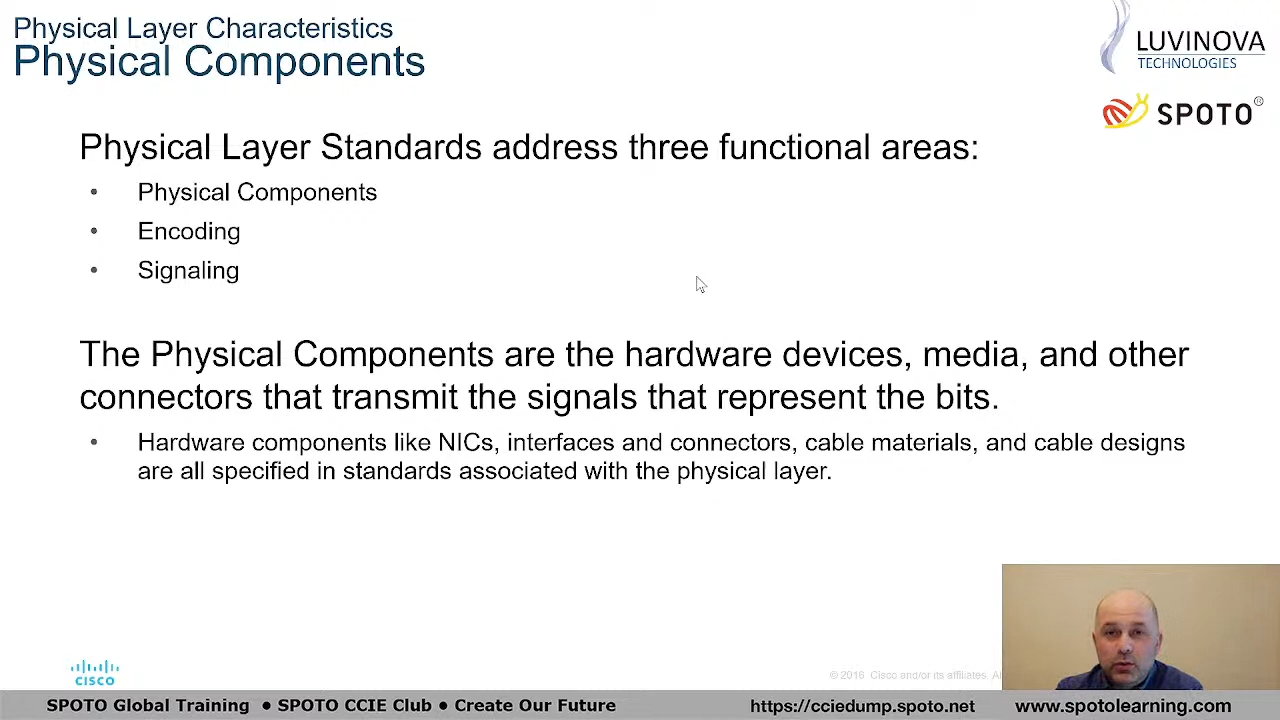 Physical Layer Characteristics
Physical Components
LUVINOVA
TECHNOLOGIES
SPOTO®
Physical Layer Standards address three functional areas:
• Physical Components
• Encoding
• Signaling
The Physical Components are the hardware devices, media, and other
connectors that transmit the signals that represent the bits.
• Hardware components like NICs, interfaces and connectors, cable materials, and cable designs
are all specified in standards associated with the physical layer.
CISCO
© 2016 Cisco and/or its affiliates.
SPOTO Global Training ● SPOTO CCIE Club ● Create Our Future
https://cciedump.spoto.net
www.spotolearning.com